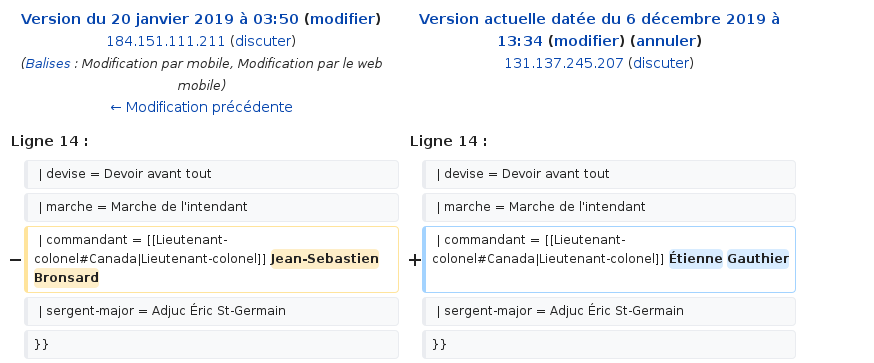 Version du 20 janvier 2019 à 03:50 (modifier)
184.151.111.211 (discuter)
(Balises : Modification par mobile, Modification par le web
mobile)
← Modification précédente
Version actuelle datée du 6 décembre 2019 à
13:34 (modifier) (annuler)
131.137.245.207 (discuter)
Ligne 14 :
| devise = Devoir avant tout
| marche = Marche de l'intendant
− | commandant = [[Lieutenant-
colonel#Canada|Lieutenant-colonel]] Jean-Sebastien
Bronsard
| sergent-major = Adjuc Éric St-Germain
}}
Ligne 14 :
| devise = Devoir avant tout
| marche = Marche de l'intendant
+ | commandant = [[Lieutenant-
colonel#Canada|Lieutenant-colonel]] Étienne Gauthier
| sergent-major = Adjuc Éric St-Germain
}}